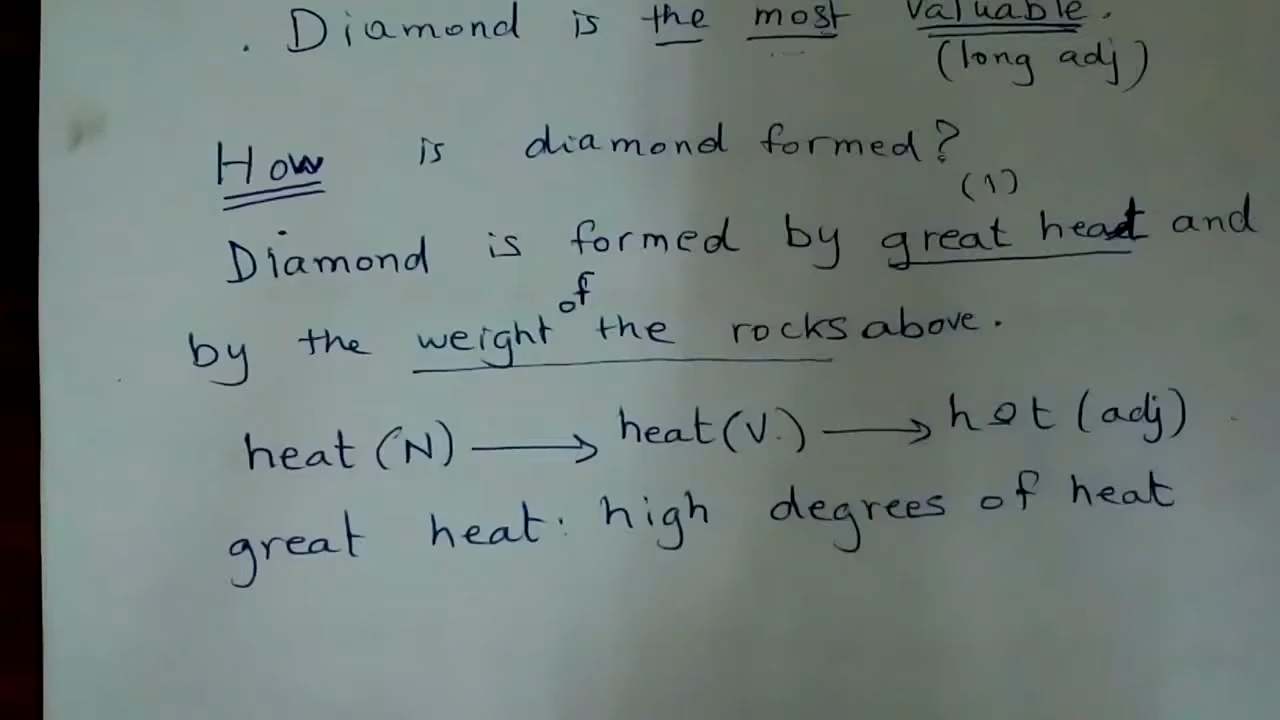 . Diamond is the most valuable.
(long adj)
How is diamond formed?
(1)
Diamond is formed by great heat and
by the weight of the rocks above.
heat (N) → heat (V.) → hot (adj)
great heat. high degrees of heat